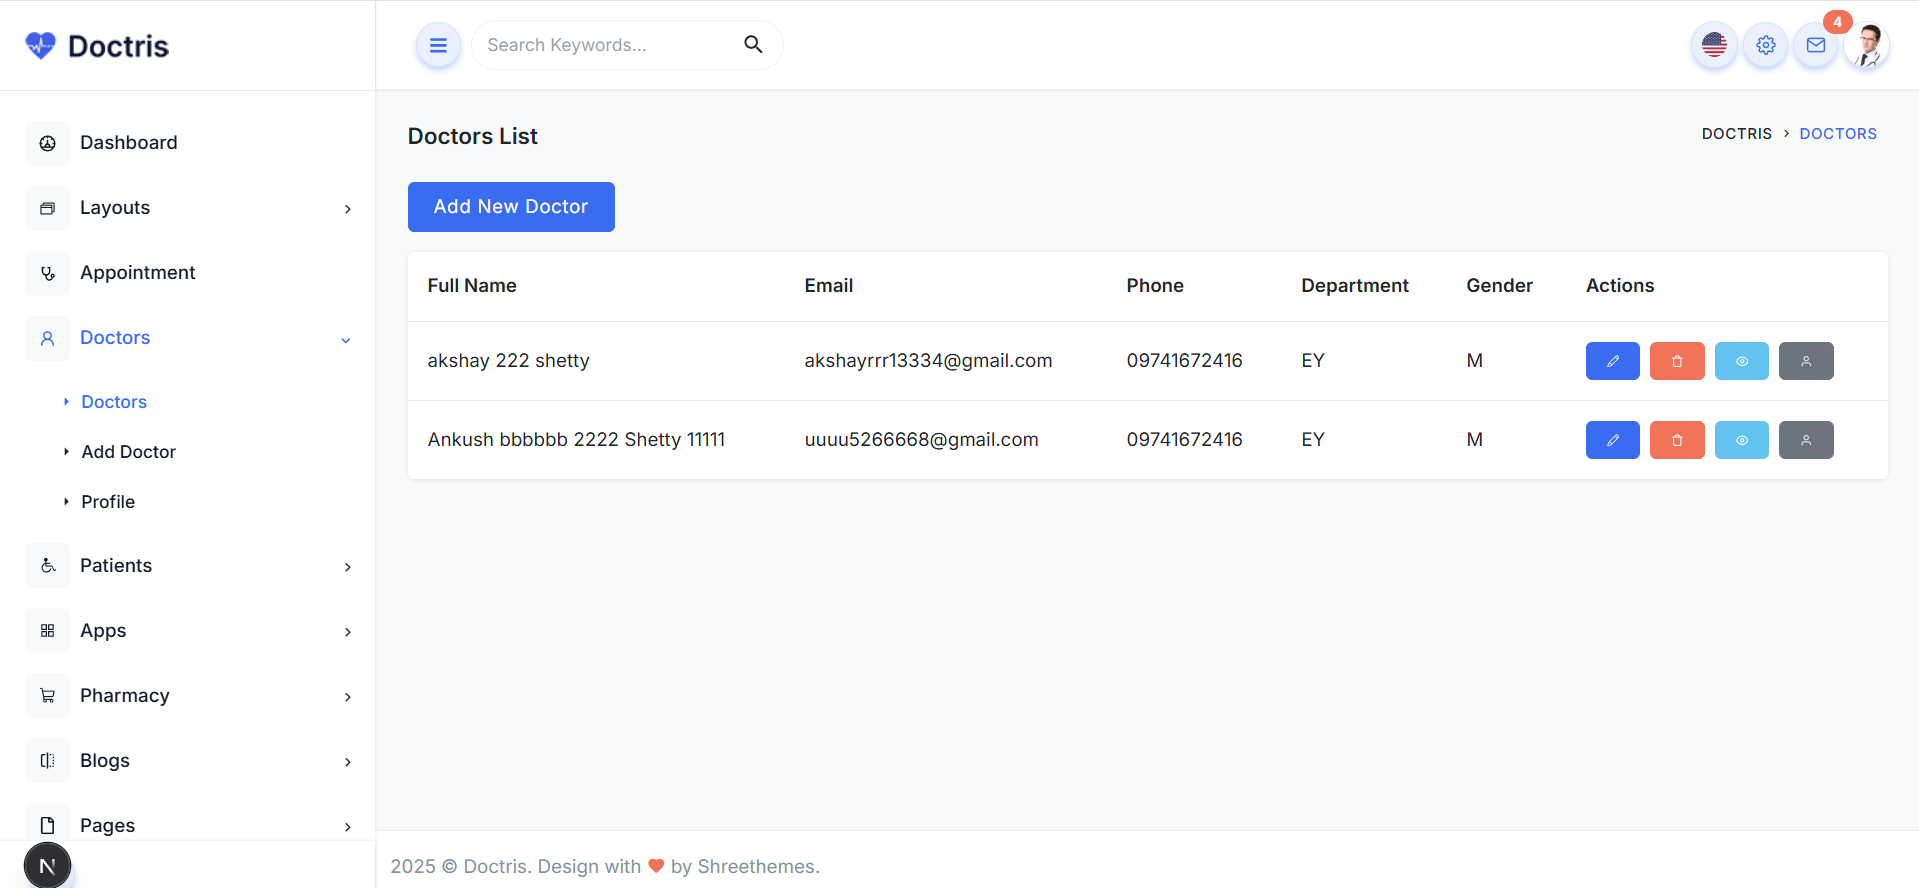 Doctris
Search Keywords...
4
Dashboard
Layouts
Appointment
Doctors
Doctors
Add Doctor
Profile
Patients
Apps
Pharmacy
Blogs
Pages
N
Doctors List
DOCTRIS > DOCTORS
Add New Doctor
Full Name Email Phone Department Gender Actions
akshay 222 shetty akshayrrr13334@gmail.com 09741672416 EY M
Ankush bbbbbb 2222 Shetty 11111 uuuu5266668@gmail.com 09741672416 EY M
2025 © Doctris. Design with ♥ by Shreethemes.